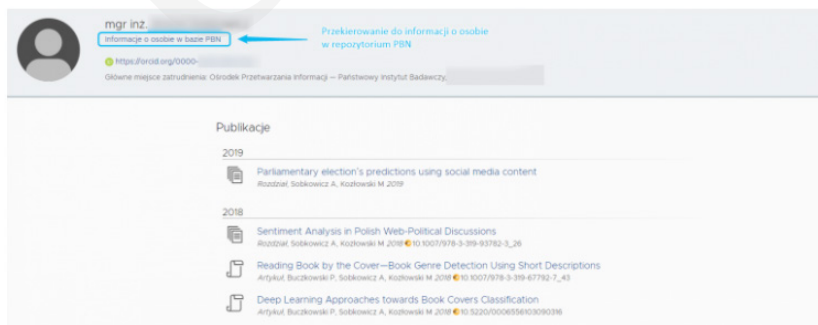 mgr inż.
Informacje o osobie w bazie PBN
Przekierowanie do informacji o osobie
w repozytorium PBN
https://orcid.org/0000-
Główne miejsce zatrudnienia: Ośrodek Przetwarzania Informacji — Państwowy Instytut Badawczy,
Publikacje
2019
Parliamentary election's predictions using social media content
Rozdział, Sobkowicz A, Kozłowski M 2019
2018
Sentiment Analysis in Polish Web-Political Discussions
Rozdział, Sobkowicz A, Kozłowski M 2018 10.1007/978-3-319-93782-3_26
Reading Book by the Cover—Book Genre Detection Using Short Descriptions
Artykuł, Buczkowski P, Sobkowicz A, Kozłowski M 2018 10.1007/978-3-319-67792-7_43
Deep Learning Approaches towards Book Covers Classification
Artykuł, Buczkowski P, Sobkowicz A, Kozłowski M 2018 10.5220/0006556103090316